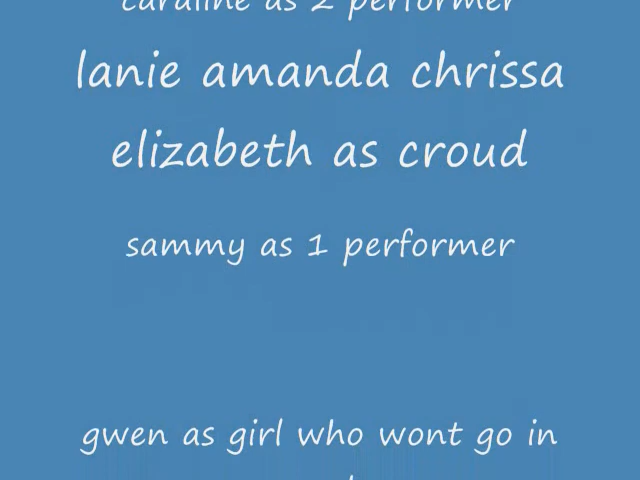 caraline as 2 performer
lanie amanda chrissa
elizabeth as croud
sammy as 1 performer
gwen as girl who wont go in